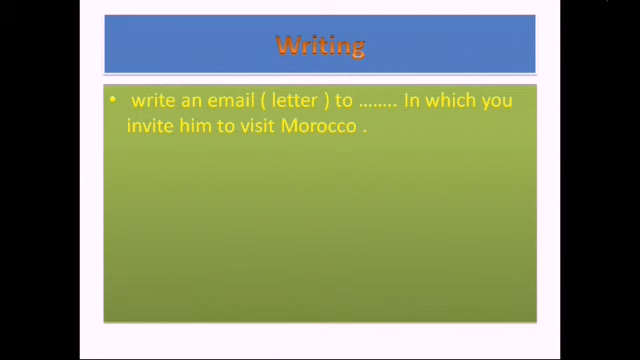 Writing
• write an email ( letter ) to …….. In which you
invite him to visit Morocco .